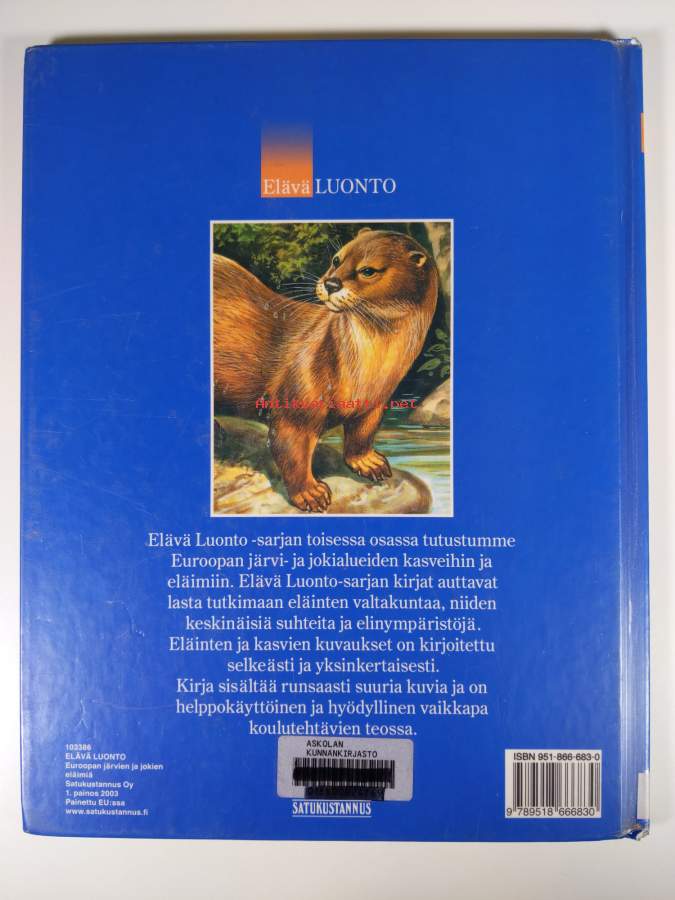 Elävä LUONTO
Antikvariaatti.net
Elävä Luonto -sarjan toisessa osassa tutustumme
Euroopan järvi- ja jokialueiden kasveihin ja
eläimiin. Elävä Luonto-sarjan kirjat auttavat
lasta tutkimaan eläinten valtakuntaa, niiden
keskinäisiä suhteita ja elinympäristöjä.
Eläinten ja kasvien kuvaukset on kirjoitettu
selkeästi ja yksinkertaisesti.
Kirja sisältää runsaasti suuria kuvia ja on
helppokäyttöinen ja hyödyllinen vaikkapa
koulutehtävien teossa.
103386
ELÄVÄ LUONTO
Euroopan järvien ja jokien
eläimiä
Satukustannus Oy
1. painos 2003
Painettu EU:ssa
www.satukustannus.fi
ASKOLAN
KUNNANKIRJASTO
SATUKUSTANNUS
ISBN 951-866-683-0
9 789518 666830